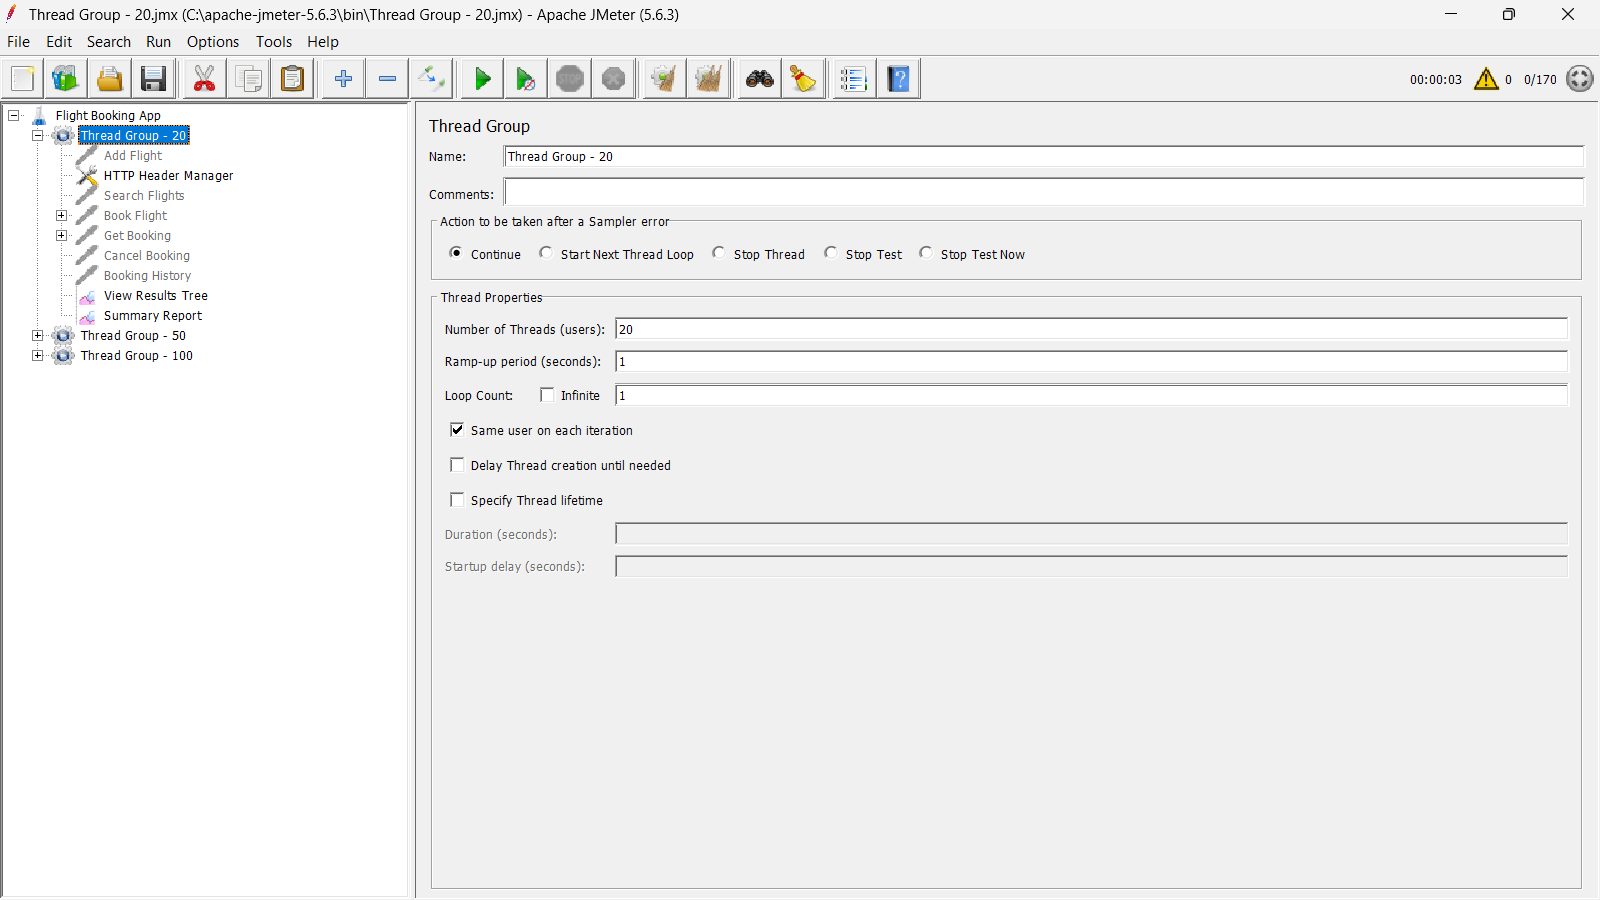 Thread Group - 20.jmx (C:\apache-jmeter-5.6.3\bin\Thread Group - 20.jmx) - Apache JMeter (5.6.3)
File Edit Search Run Options Tools Help
STOP
00:00:03 0 0/170
Flight Booking App
Thread Group - 20
Add Flight
HTTP Header Manager
Search Flights
Book Flight
Get Booking
Cancel Booking
Booking History
View Results Tree
Summary Report
Thread Group - 50
Thread Group - 100
Thread Group
Name: Thread Group - 20
Comments:
Action to be taken after a Sampler error
Continue Start Next Thread Loop Stop Thread Stop Test Stop Test Now
Thread Properties
Number of Threads (users): 20
Ramp-up period (seconds): 1
Loop Count: Infinite 1
Same user on each iteration
Delay Thread creation until needed
Specify Thread lifetime
Duration (seconds):
Startup delay (seconds):